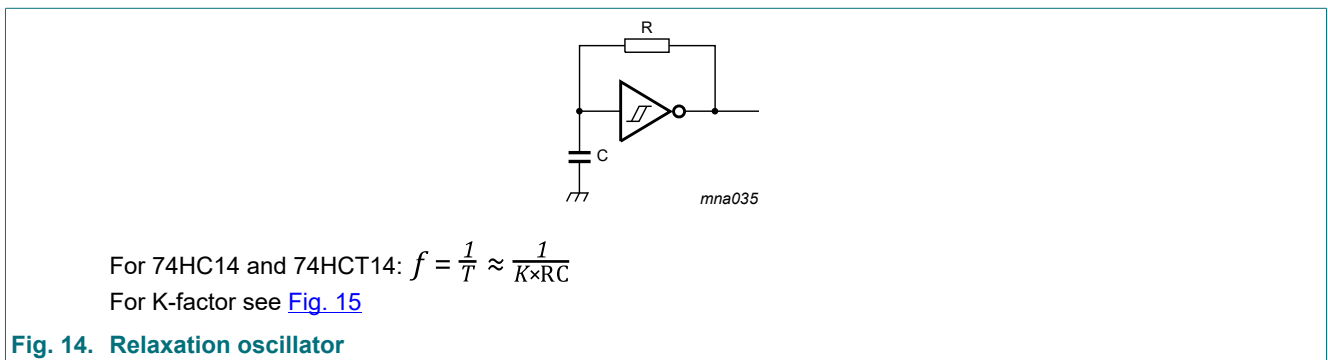 R
C
mna035
For 74HC14 and 74HCT14: f = 1/T ≈ 1/K×RC
For K-factor see Fig. 15
Fig. 14. Relaxation oscillator